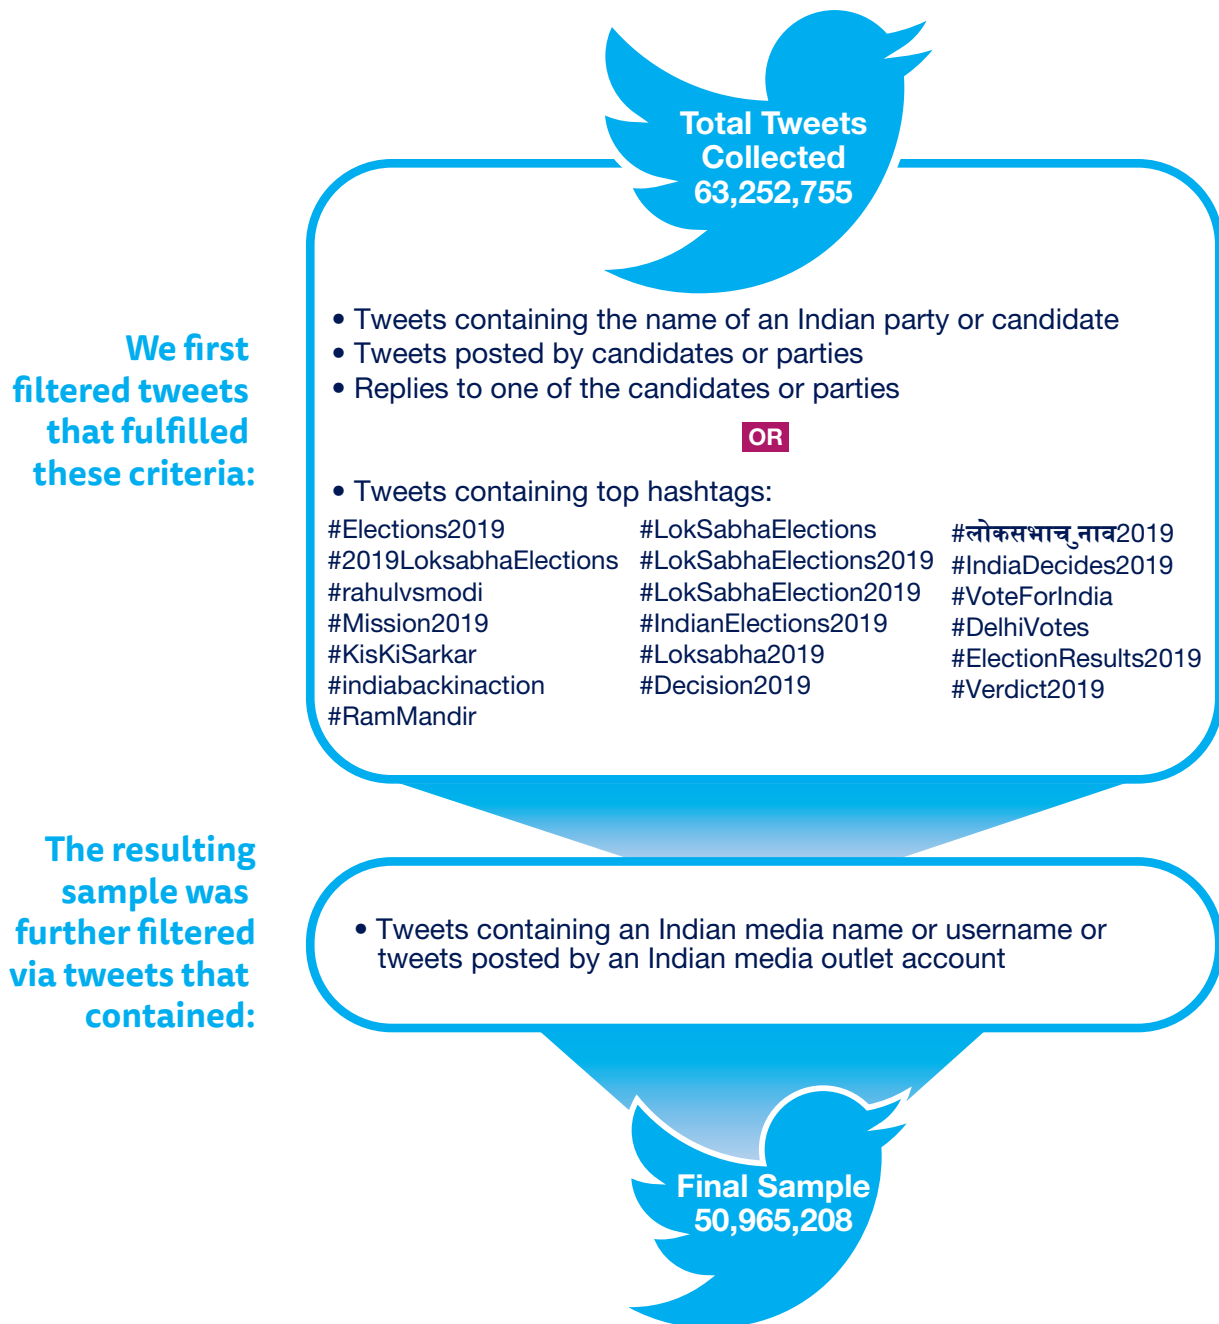 Total Tweets
Collected
63,252,755
We first
filtered tweets
that fulfilled
these criteria:
• Tweets containing the name of an Indian party or candidate
• Tweets posted by candidates or parties
• Replies to one of the candidates or parties
OR
• Tweets containing top hashtags:
#Elections2019
#2019LoksabhaElections
#rahulvsmodi
#Mission2019
#KisKiSarkar
#indiabackinaction
#RamMandir
#LokSabhaElections
#LokSabhaElections2019
#LokSabhaElection2019
#IndianElections2019
#Loksabha2019
#Decision2019
#लोकसभाचुनाव2019
#IndiaDecides2019
#VoteForIndia
#DelhiVotes
#ElectionResults2019
#Verdict2019
The resulting
sample was
further filtered
via tweets that
contained:
• Tweets containing an Indian media name or username or
tweets posted by an Indian media outlet account
Final Sample
50,965,208